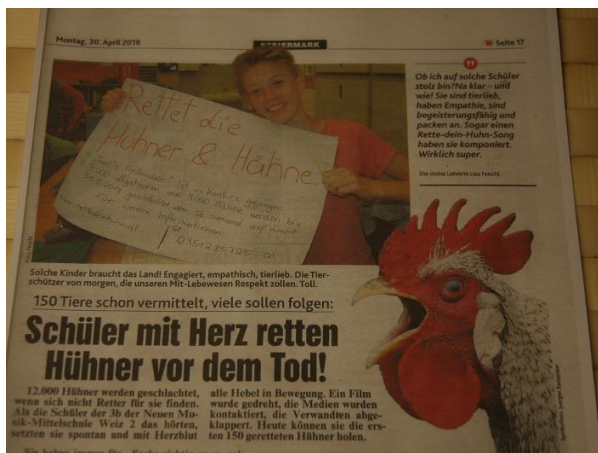 Montag, 30. April 2018
STEIERMARK
Seite 17
Rettet die
Hühner & Hähne
Ob ich auf solche Schüler
stolz bin?Na klar – und
wie! Sie sind tierlieb,
haben Empathie, sind
begeisterungsfähig und
packen an. Sogar einen
Rette-dein-Huhn-Song
haben sie komponiert.
Wirklich super.
Die stolze Lehrerin Lisa
Solche Kinder braucht das Land! Engagiert, empathisch, tierlieb. Die Tier-
schützer von morgen, die unseren Mit-Lebewesen Respekt zollen. Toll.
150 Tiere schon vermittelt, viele sollen folgen:
Schüler mit Herz retten
Hühner vor dem Tod!
12.000 Hühner werden geschlachtet,
wenn sich nicht Retter für sie finden.
Als die Schüler der 3b der Neuen Mu-
sik-Mittelschule Weiz 2 das hörten,
setzten sie spontan und mit Herzblut
alle Hebel in Bewegung. Ein Film
wurde gedreht, die Medien wurden
kontaktiert, die Verwandten abge-
klappert. Heute können sie die ers-
ten 150 geretteten Hühner holen.